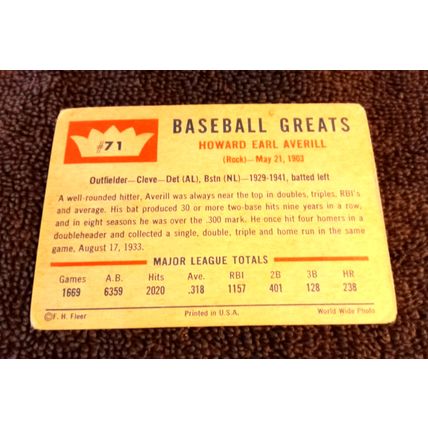 #71
BASEBALL GREATS
HOWARD EARL AVERILL
(Rock)—May 21, 1903
Outfielder—Cleve—Det (AL), Bstn (NL)—1929-1941, batted left
A well-rounded hitter, Averill was always near the top in doubles, triples, RBI's
and average. His bat produced 30 or more two-base hits nine years in a row,
and in eight seasons he was over the .300 mark. He once hit four homers in a
doubleheader and collected a single, double, triple and home run in the same
game, August 17, 1933.
MAJOR LEAGUE TOTALS
Games A.B. Hits Ave. RBI 2B 3B HR
1669 6359 2020 .318 1157 401 128 238
©F. H. Fleer Printed in U.S.A. World Wide Photo